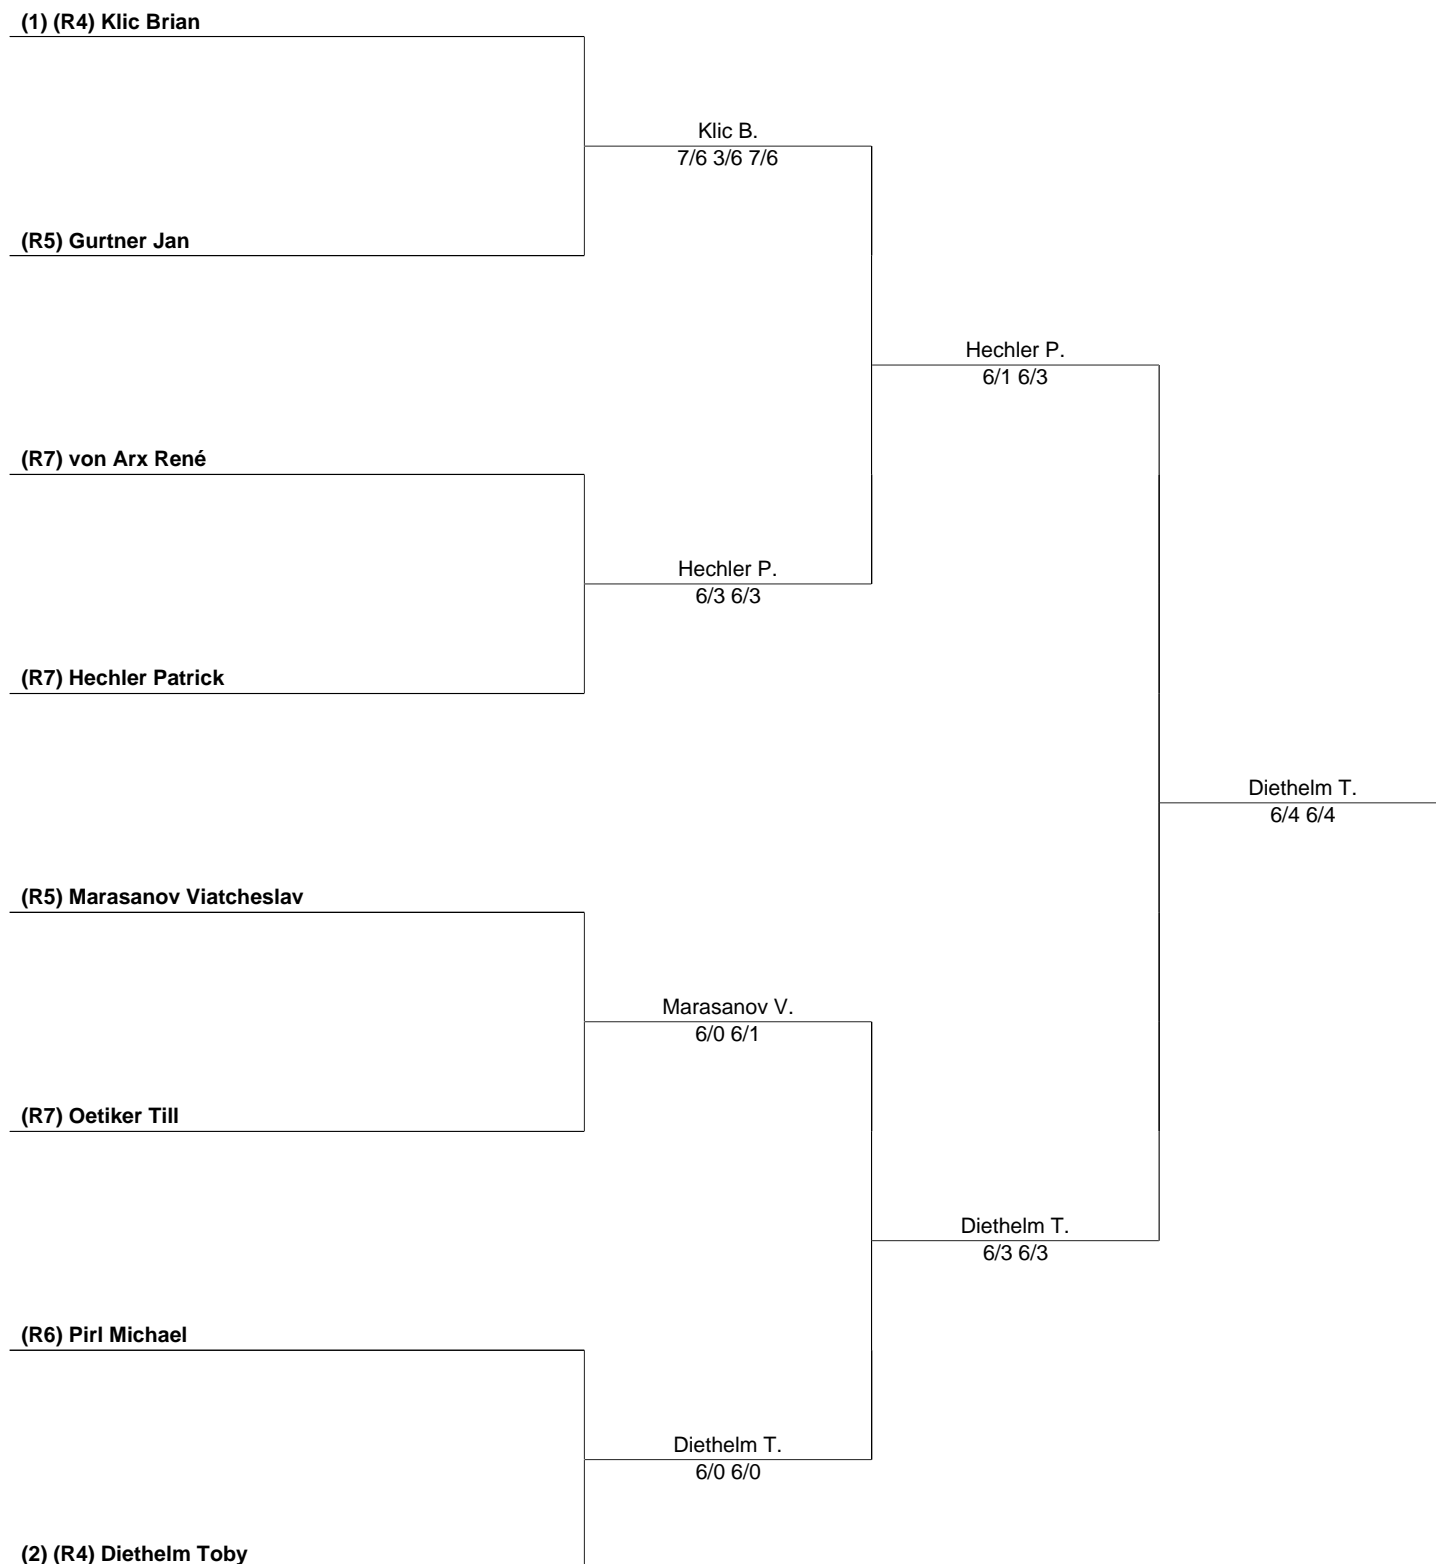 (1) (R4) Klic Brian
Klic B.
7/6 3/6 7/6
(R5) Gurtner Jan
Hechler P.
6/1 6/3
(R7) von Arx René
Hechler P.
6/3 6/3
(R7) Hechler Patrick
Diethelm T.
6/4 6/4
(R5) Marasanov Viatcheslav
Marasanov V.
6/0 6/1
(R7) Oetiker Till
Diethelm T.
6/3 6/3
(R6) Pirl Michael
Diethelm T.
6/0 6/0
(2) (R4) Diethelm Toby